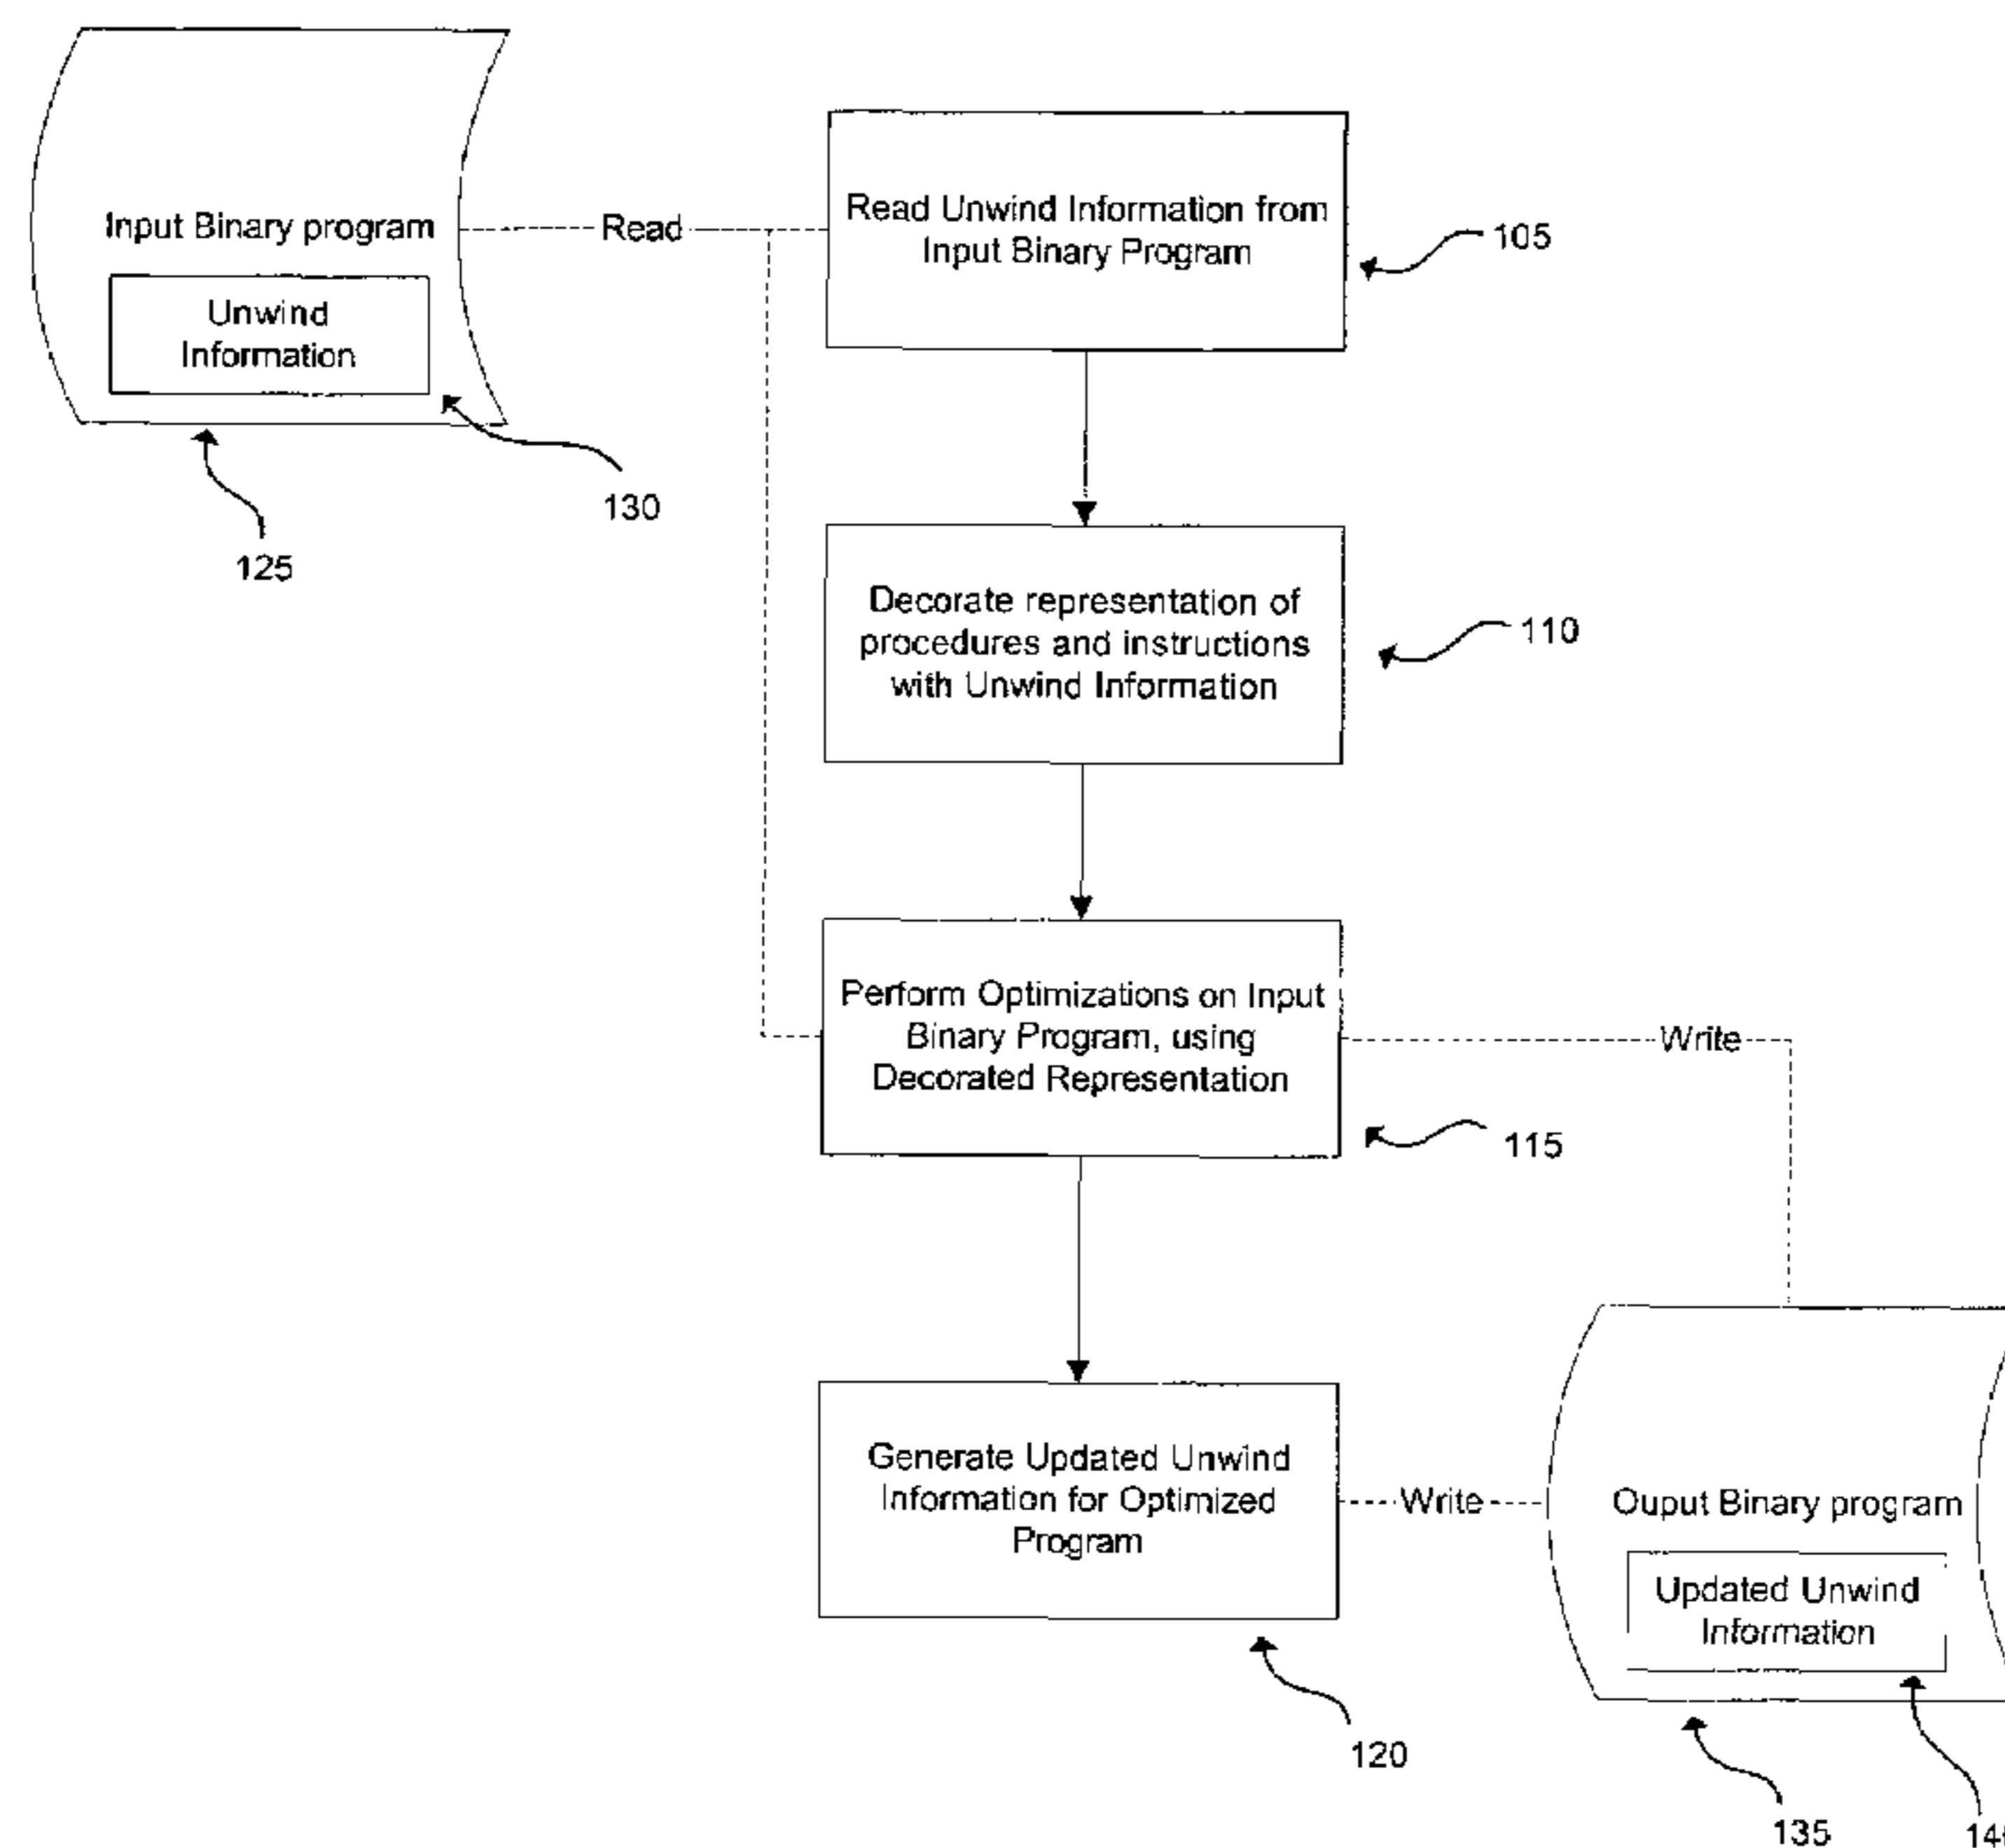 Input Binary program
Unwind
Information
125
130
Read
Read Unwind Information from
Input Binary Program
105
Decorate representation of
procedures and instructions
with Unwind Information
110
Perform Optimizations on Input
Binary Program, using
Decorated Representation
115
Write
Generate Updated Unwind
Information for Optimized
Program
120
Write
Ouput Binary program
Updated Unwind
Information
135